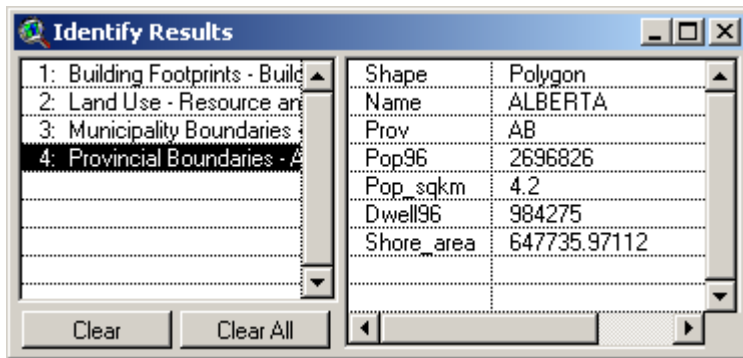 Identify Results
1: Building Footprints - Build
2: Land Use - Resource an
3: Municipality Boundaries -
4: Provincial Boundaries - A
Clear Clear All
Shape Polygon
Name ALBERTA
Prov AB
Pop96 2696826
Pop_sqkm 4.2
Dwell96 984275
Shore_area 647735.97112